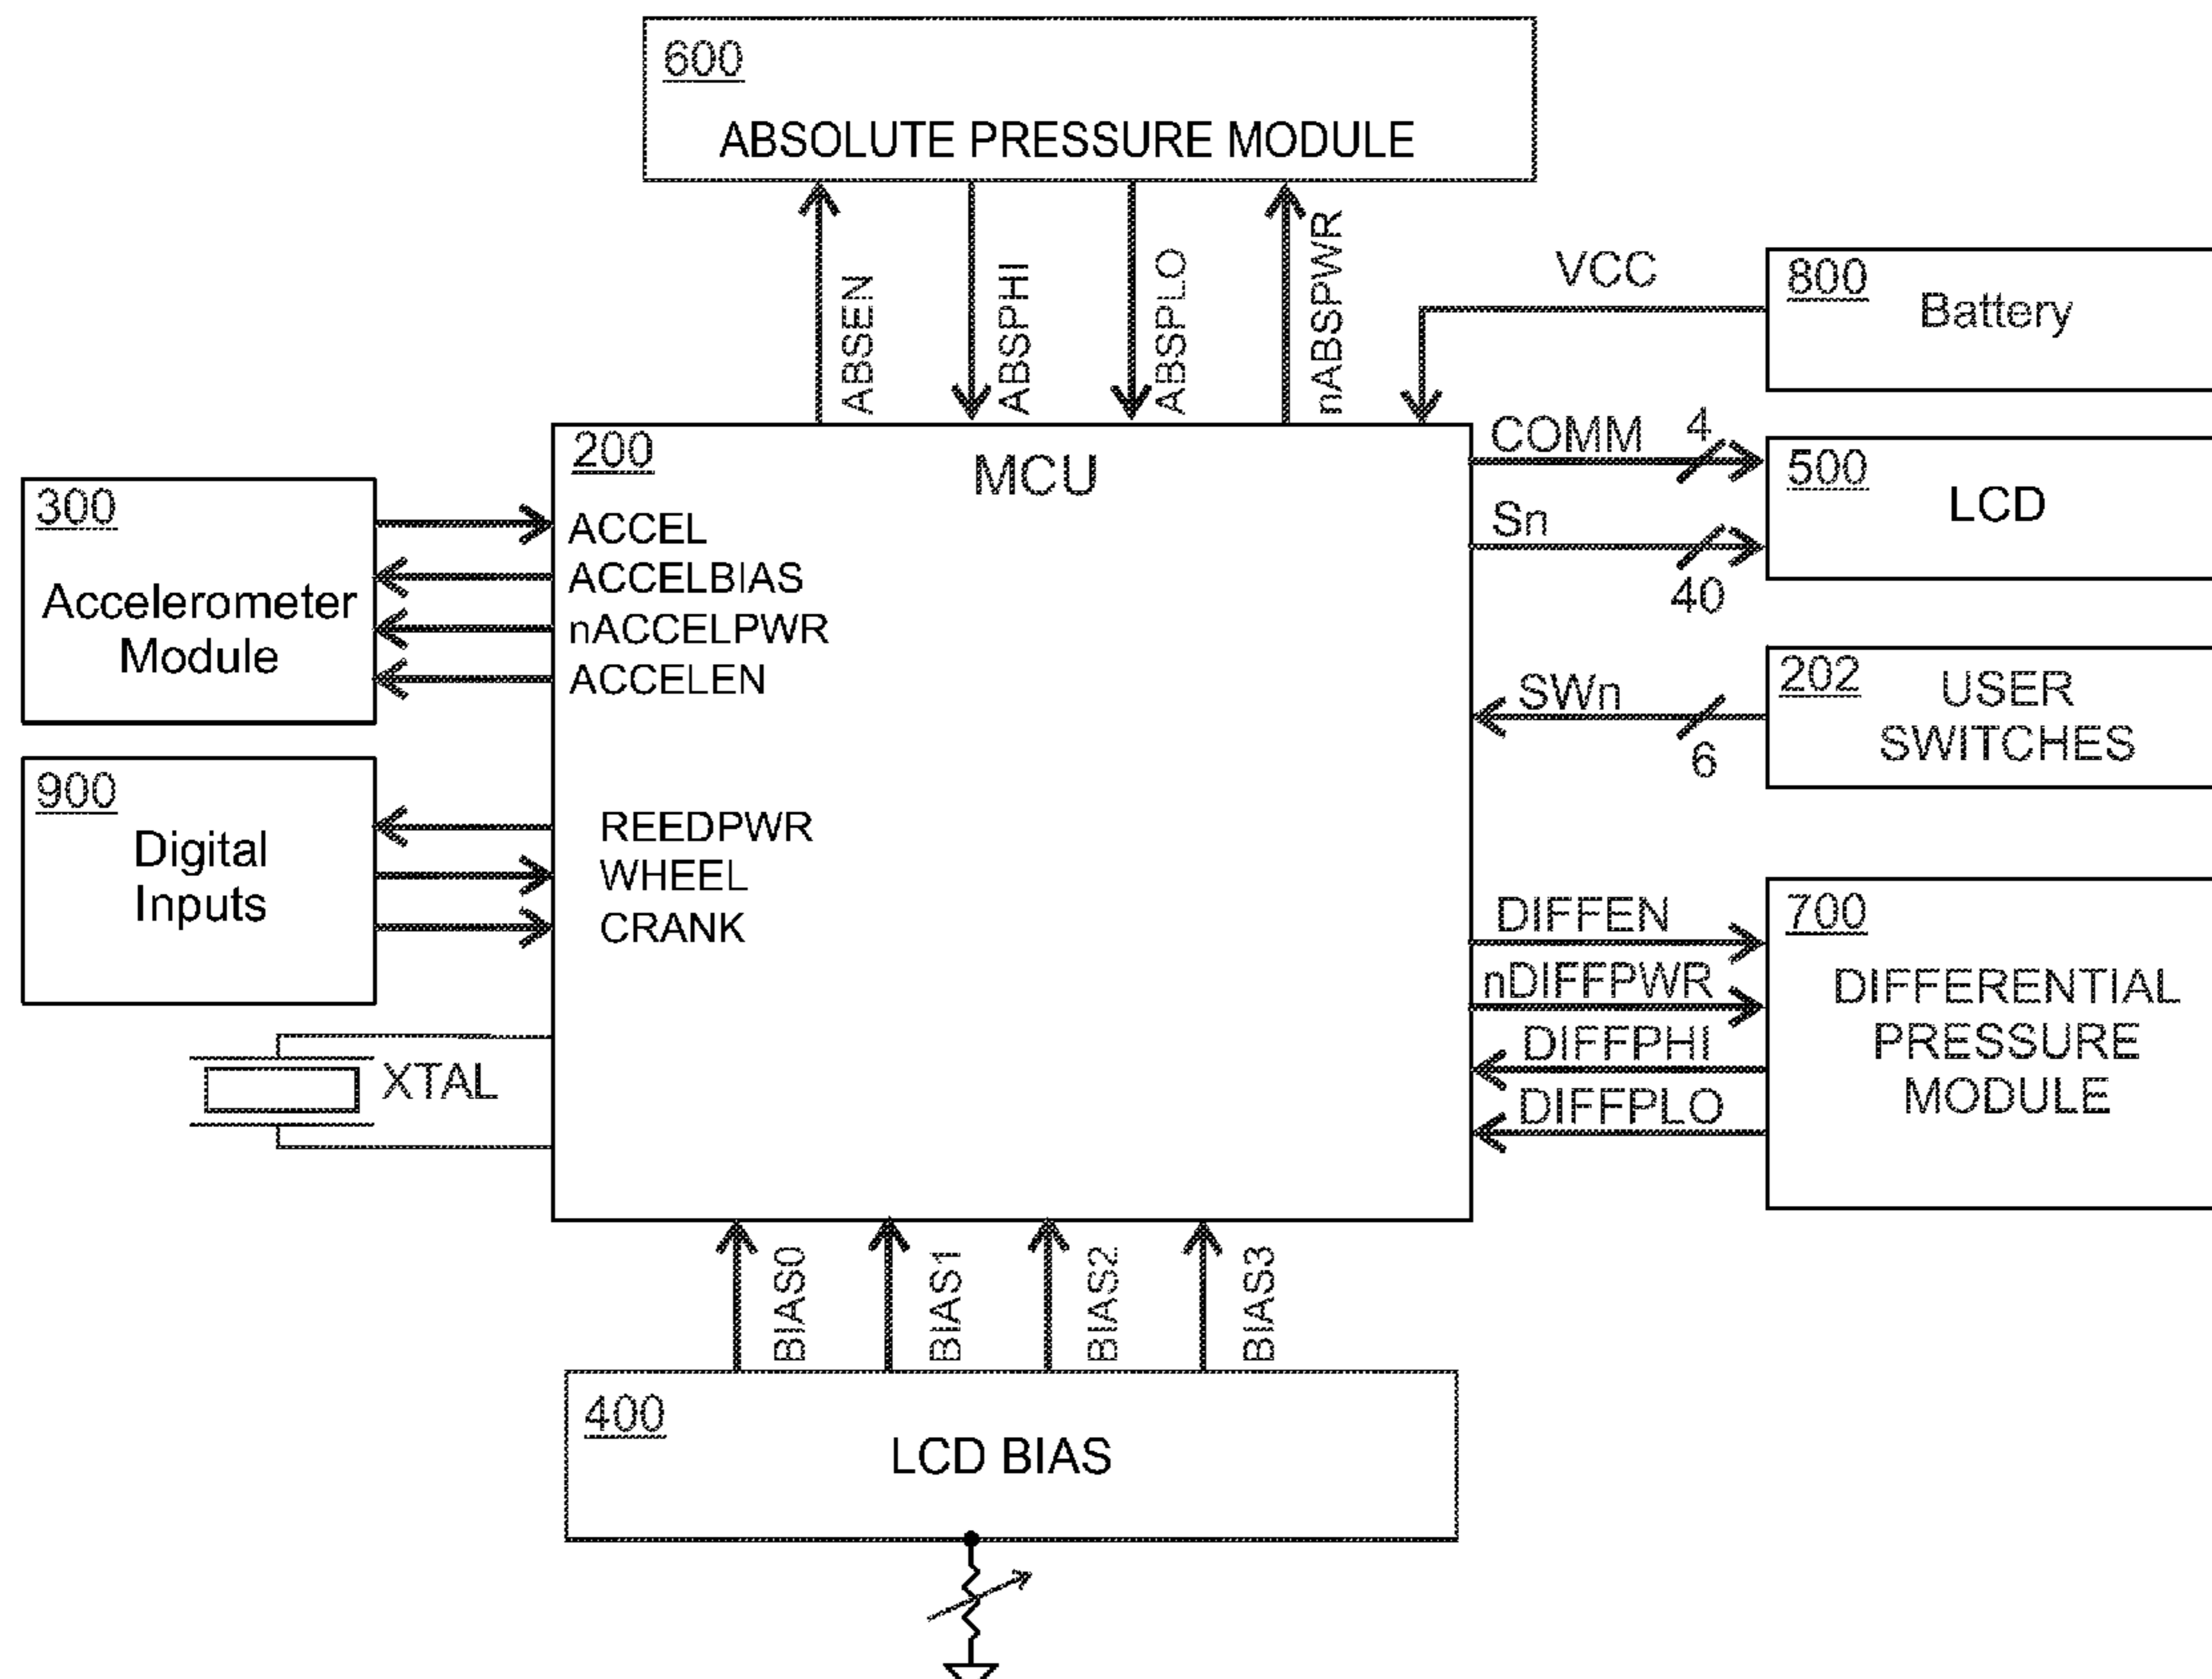 600
ABSOLUTE PRESSURE MODULE
ABSEN
ABSPHI
ABSPLO
nABSPWR
VCC
800
Battery
200
MCU
COMM
4
500
LCD
Sn
40
300
Accelerometer
Module
ACCEL
ACCELBIAS
nACCELPWR
ACCELEN
SWn
6
202
USER
SWITCHES
900
Digital
Inputs
REEDPWR
WHEEL
CRANK
DIFFEN
nDIFFPWR
DIFFPHI
DIFFPLO
700
DIFFERENTIAL
PRESSURE
MODULE
XTAL
BIAS0
BIAS1
BIAS2
BIAS3
400
LCD BIAS